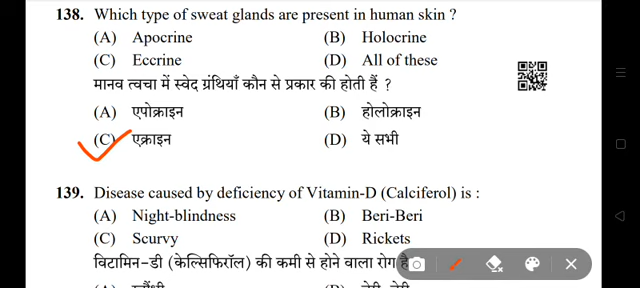 138. Which type of sweat glands are present in human skin ?
(A) Apocrine (B) Holocrine
(C) Eccrine (D) All of these
मानव त्वचा में स्वेद ग्रंथियाँ कौन से प्रकार की होती हैं ?
(A) एपोक्राइन (B) होलोक्राइन
(C) एक्राइन (D) ये सभी
139. Disease caused by deficiency of Vitamin-D (Calciferol) is :
(A) Night-blindness (B) Beri-Beri
(C) Scurvy (D) Rickets
विटामिन-डी (केल्सिफिरॉल) की कमी से होने वाला रोग है